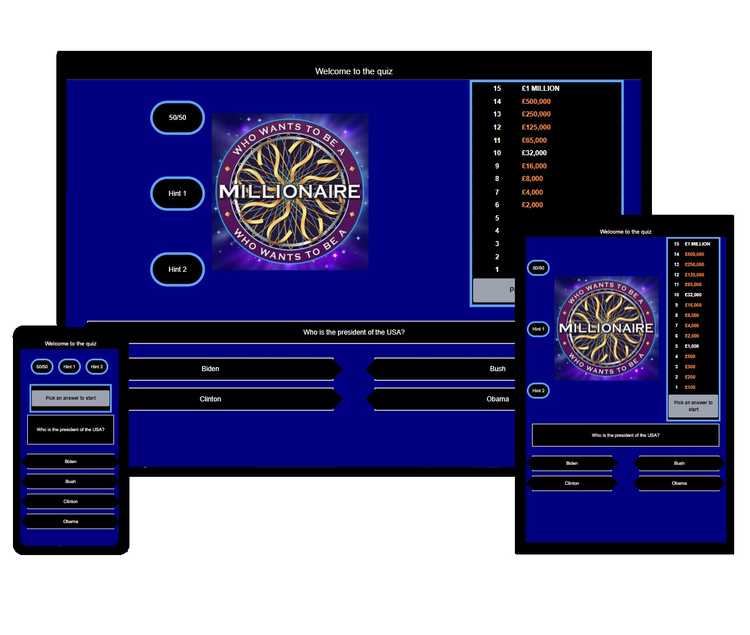 Welcome to the quiz
50/50
Hint 1
Hint 2
WHO WANTS TO BE A
MILLIONAIRE
WHO WANTS TO BE A
15 £1 MILLION
14 £500,000
13 £250,000
12 £125,000
11 £65,000
10 £32,000
9 £16,000
8 £8,000
7 £4,000
6 £2,000
5
4
3
2
1
Who is the president of the USA?
Biden
Bush
Clinton
Obama
Welcome to the quiz
50/50
Hint 1
Hint 2
Pick an answer to start
Who is the president of the USA?
Biden
Bush
Clinton
Obama
Welcome to the quiz
50/50
Hint 1
Hint 2
WHO WANTS TO BE A
MILLIONAIRE
WHO WANTS TO BE A
15 £1 MILLION
14 £500,000
13 £250,000
12 £125,000
11 £65,000
10 £32,000
9 £16,000
8 £8,000
7 £4,000
6 £2,000
5 £1,000
4 £500
3 £300
2 £200
1 £100
Pick an answer to
start
Who is the president of the USA?
Biden
Bush
Clinton
Obama